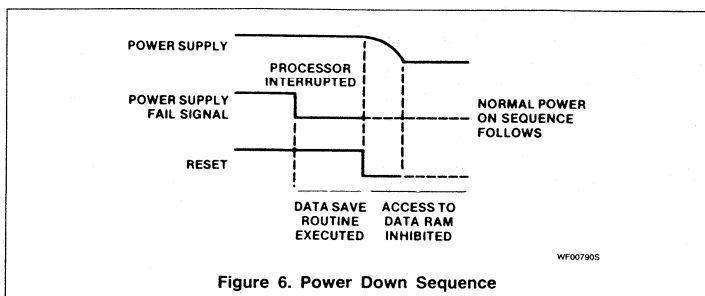 POWER SUPPLY
PROCESSOR
INTERRUPTED
POWER SUPPLY
FAIL SIGNAL
NORMAL POWER
ON SEQUENCE
FOLLOWS
RESET
DATA SAVE
ROUTINE
EXECUTED
ACCESS TO
DATA RAM
INHIBITED
WF00790S
Figure 6. Power Down Sequence